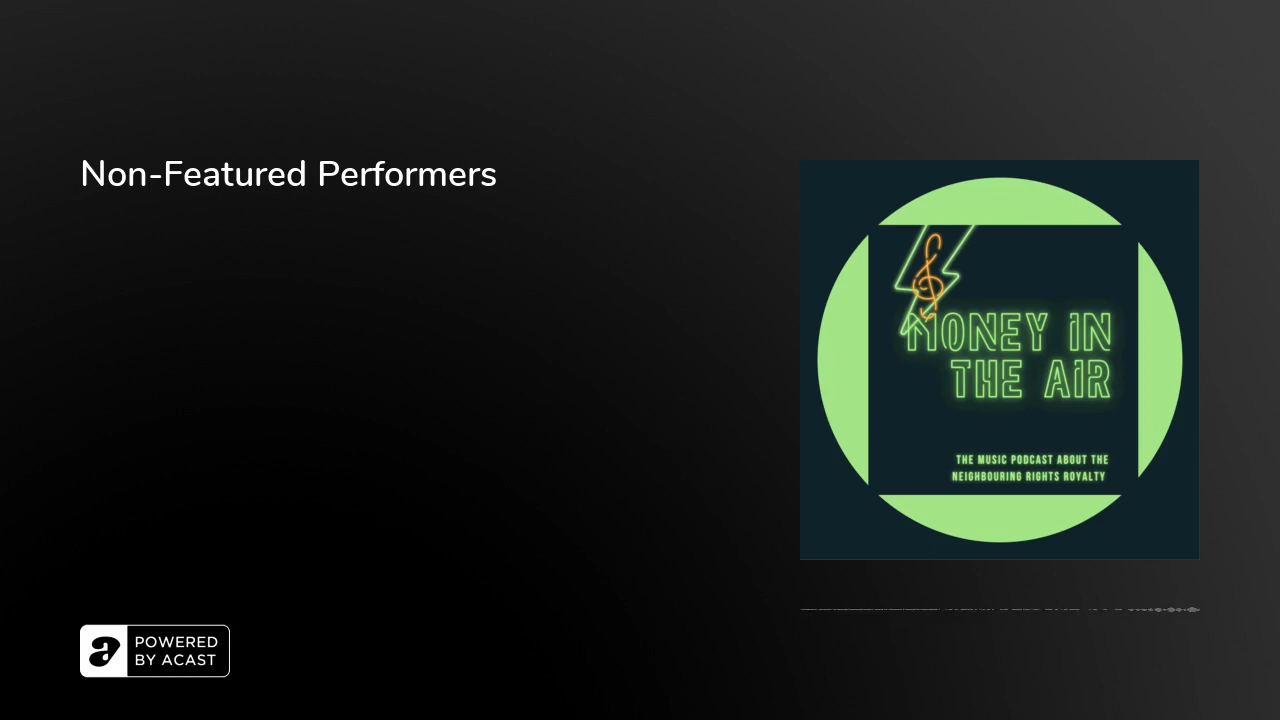 Non-Featured Performers
MONEY IN
THE AIR
THE MUSIC PODCAST ABOUT THE
NEIGHBOURING RIGHTS ROYALTY
POWERED
BY ACAST